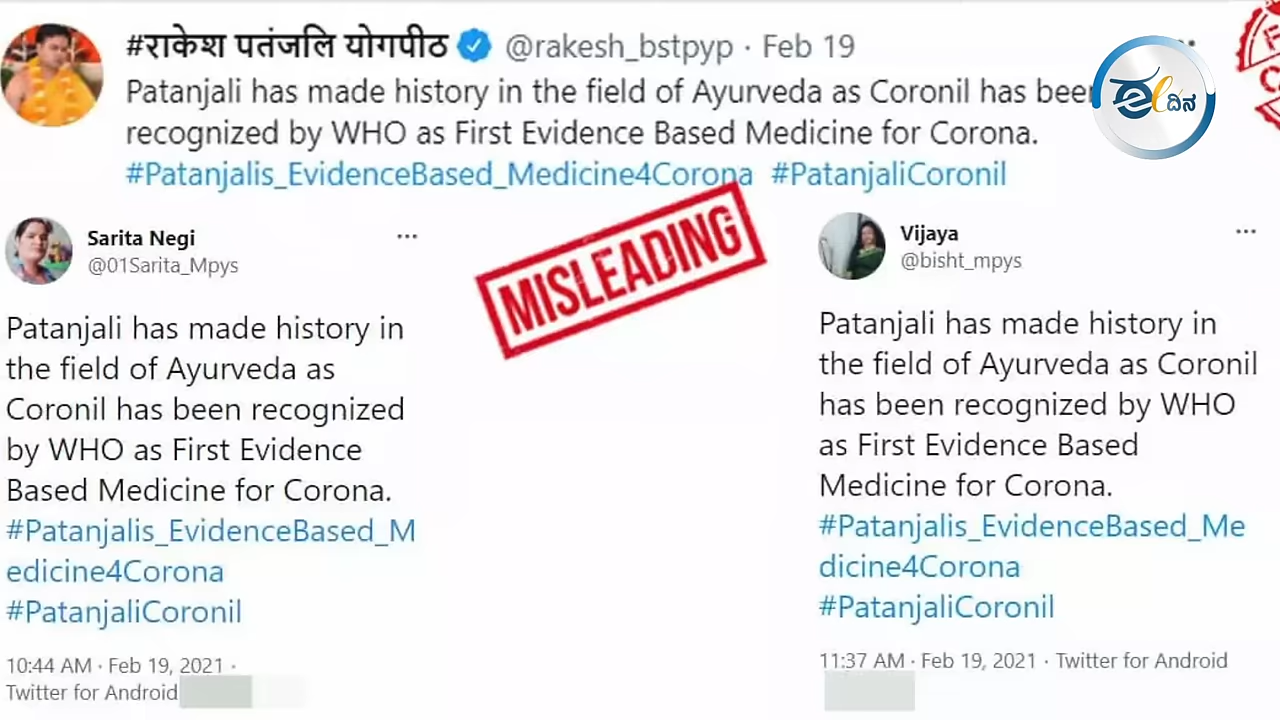 #राकेश पतंजलि योगपीठ @rakesh_bstpyp · Feb 19
Patanjali has made history in the field of Ayurveda as Coronil has been
recognized by WHO as First Evidence Based Medicine for Corona.
#Patanjalis_EvidenceBased_Medicine4Corona #PatanjaliCoronil
ಈದಿನ
MISLEADING
Sarita Negi
@01Sarita_Mpys
Patanjali has made history in
the field of Ayurveda as
Coronil has been recognized
by WHO as First Evidence
Based Medicine for Corona.
#Patanjalis_EvidenceBased_M
edicine4Corona
#PatanjaliCoronil
10:44 AM · Feb 19, 2021 ·
Twitter for Android
Vijaya
@bisht_mpys
Patanjali has made history in
the field of Ayurveda as Coronil
has been recognized by WHO
as First Evidence Based
Medicine for Corona.
#Patanjalis_EvidenceBased_Me
dicine4Corona
#PatanjaliCoronil
11:37 AM · Feb 19, 2021 · Twitter for Android